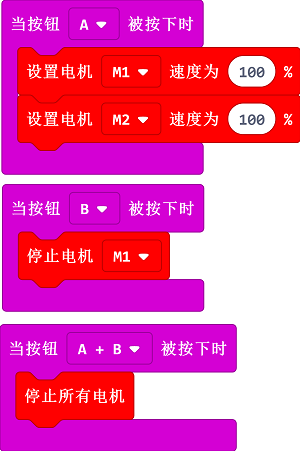 当按钮 A 被按下时
设置电机 M1 速度为 100 %
设置电机 M2 速度为 100 %
当按钮 B 被按下时
停止电机 M1
当按钮 A + B 被按下时
停止所有电机